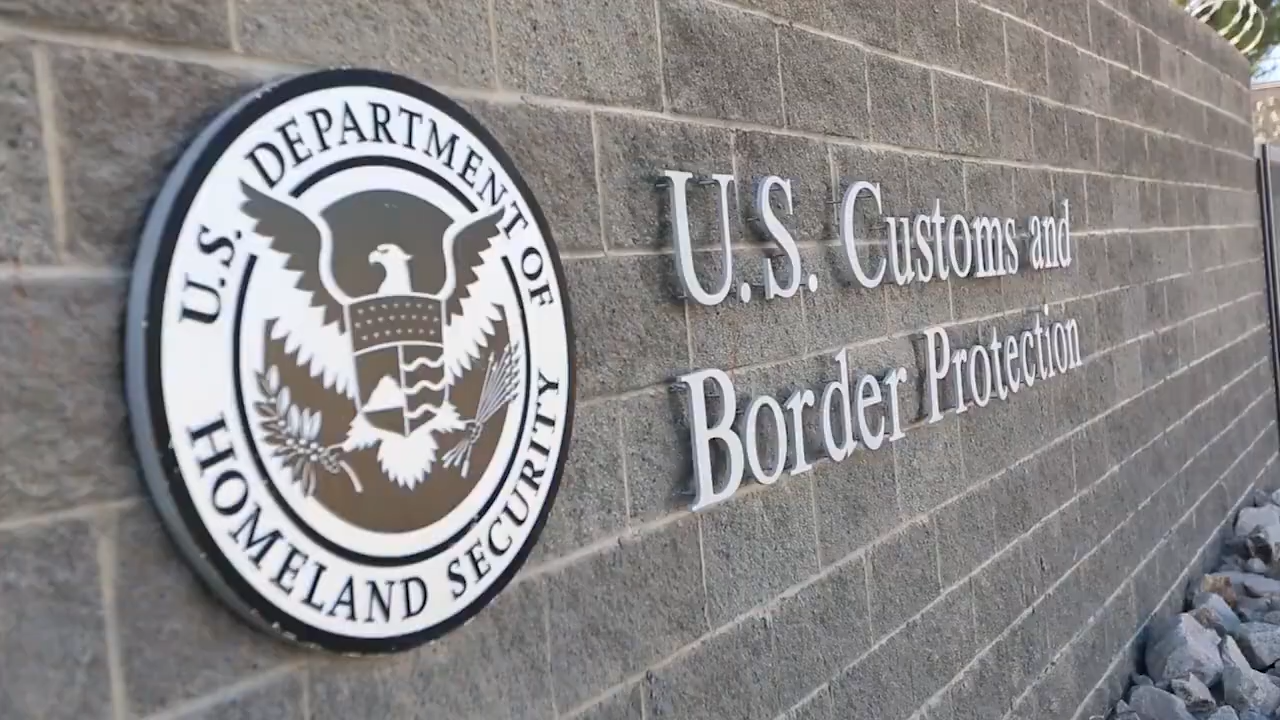 U.S. DEPARTMENT OF
HOMELAND SECURITY
U.S. Customs and
Border Protection